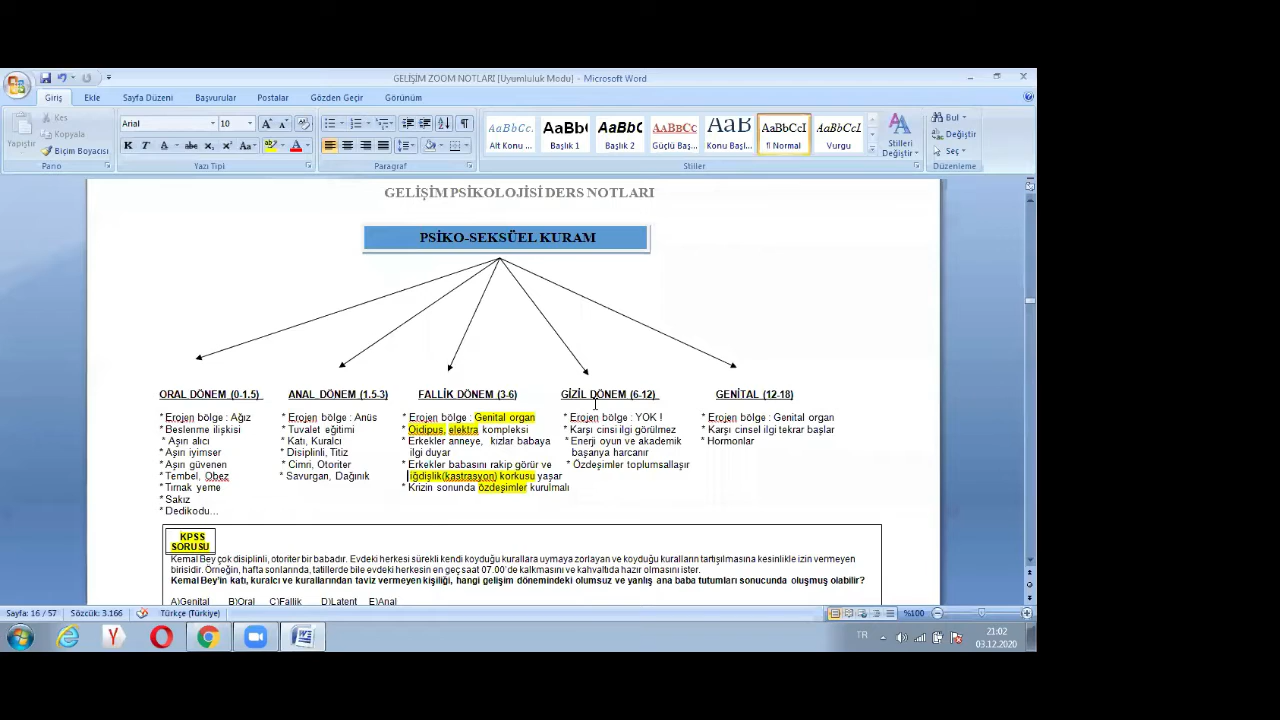 GELİŞİM ZOOM NOTLARI [Uyumluluk Modu] - Microsoft Word
Giriş Ekle Sayfa Düzeni Başvurular Postalar Gözden Geçir Görünüm
Yapıştır
Kes
Kopyala
Biçim Boyacısı
Pano
Arial 10
Yazı Tipi
Paragraf
AaBbCc. AaBbC AaBbC AABBCC AaB AaBbCcI AaBbCcL
Alt Konu ... Başlık 1 Başlık 2 Güçlü Baş... Konu Başl... ¶ Normal Vurgu
Stilleri Değiştir
Stiller
Bul
Değiştir
Seç
Düzenleme
GELİŞİM PSİKOLOJİSİ DERS NOTLARI
PSİKO-SEKSÜEL KURAM
ORAL DÖNEM (0-1.5)
* Erojen bölge : Ağız
* Beslenme ilişkisi
* Aşırı alıcı
* Aşırı iyimser
* Aşırı güvenen
* Tembel, Obez
* Tırnak yeme
* Sakız
* Dedikodu...
ANAL DÖNEM (1.5-3)
* Erojen bölge : Anüs
* Tuvalet eğitimi
* Katı, Kuralcı
* Disiplinli, Titiz
* Cimri, Otoriter
* Savurgan, Dağınık
FALLİK DÖNEM (3-6)
* Erojen bölge : Genital organ
* Oidipus, elektra kompleksi
* Erkekler anneye, kızlar babaya
ilgi duyar
* Erkekler babasını rakip görür ve
iğdişlik(kastrasyon) korkusu yaşar
* Krizin sonunda özdeşimler kurulmalı
GİZİL DÖNEM (6-12)
* Erojen bölge : YOK !
* Karşı cinsi ilgi görülmez
* Enerji oyun ve akademik
başarıya harcanır
* Özdeşimler toplumsallaşır
GENİTAL (12-18)
* Erojen bölge : Genital organ
* Karşı cinsel ilgi tekrar başlar
* Hormonlar
KPSS
SORUSU
Kemal Bey çok disiplinli, otoriter bir babadır. Evdeki herkesi sürekli kendi koyduğu kurallara uymaya zorlayan ve koyduğu kuralların tartışılmasına kesinlikle izin vermeyen
birisidir. Örneğin, hafta sonlarında, tatillerde bile evdeki herkesin en geç saat 07.00'de kalkmasını ve kahvaltıda hazır olmasını ister.
Kemal Bey'in katı, kuralcı ve kurallarından taviz vermeyen kişiliği, hangi gelişim dönemindeki olumsuz ve yanlış ana baba tutumları sonucunda oluşmuş olabilir?
A)Genital B)Oral C)Fallik D)Latent E)Anal
Sayfa: 16 / 57 Sözcük: 3.166 Türkçe (Türkiye) %100
TR 21:02
03.12.2020